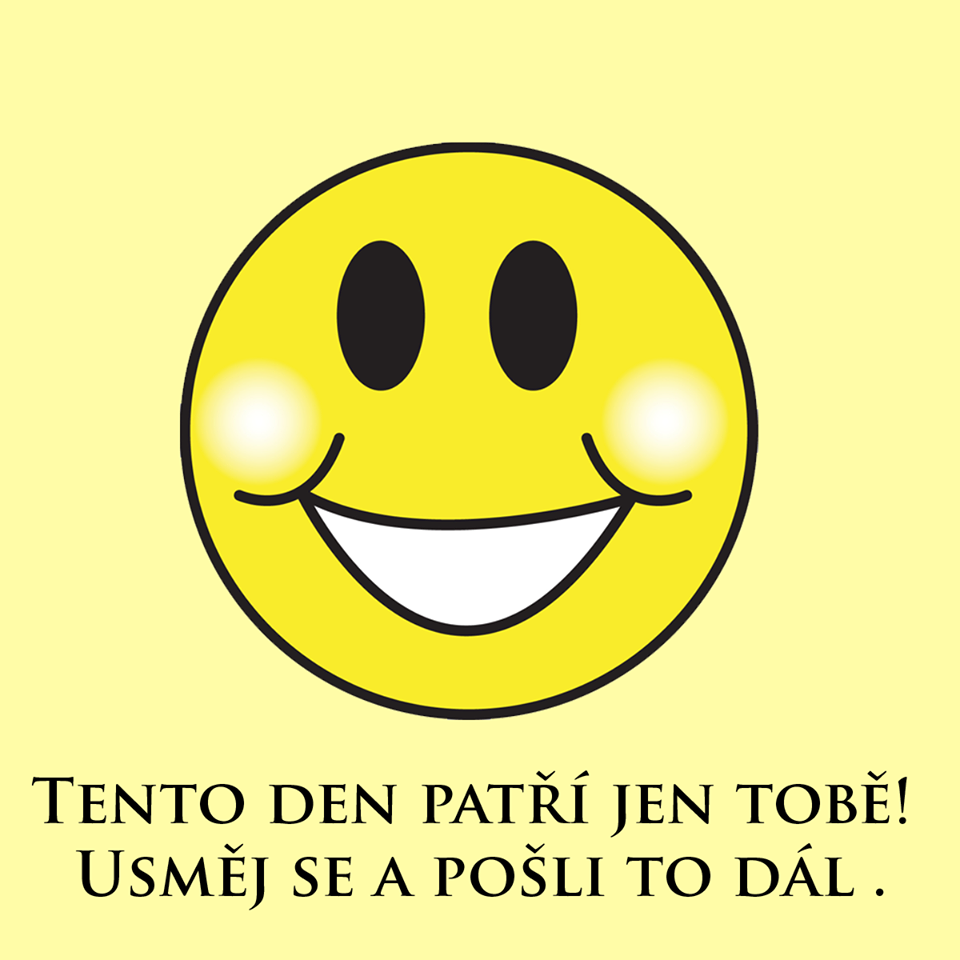 Tento den patří jen tobě!
Usměj se a pošli to dál .